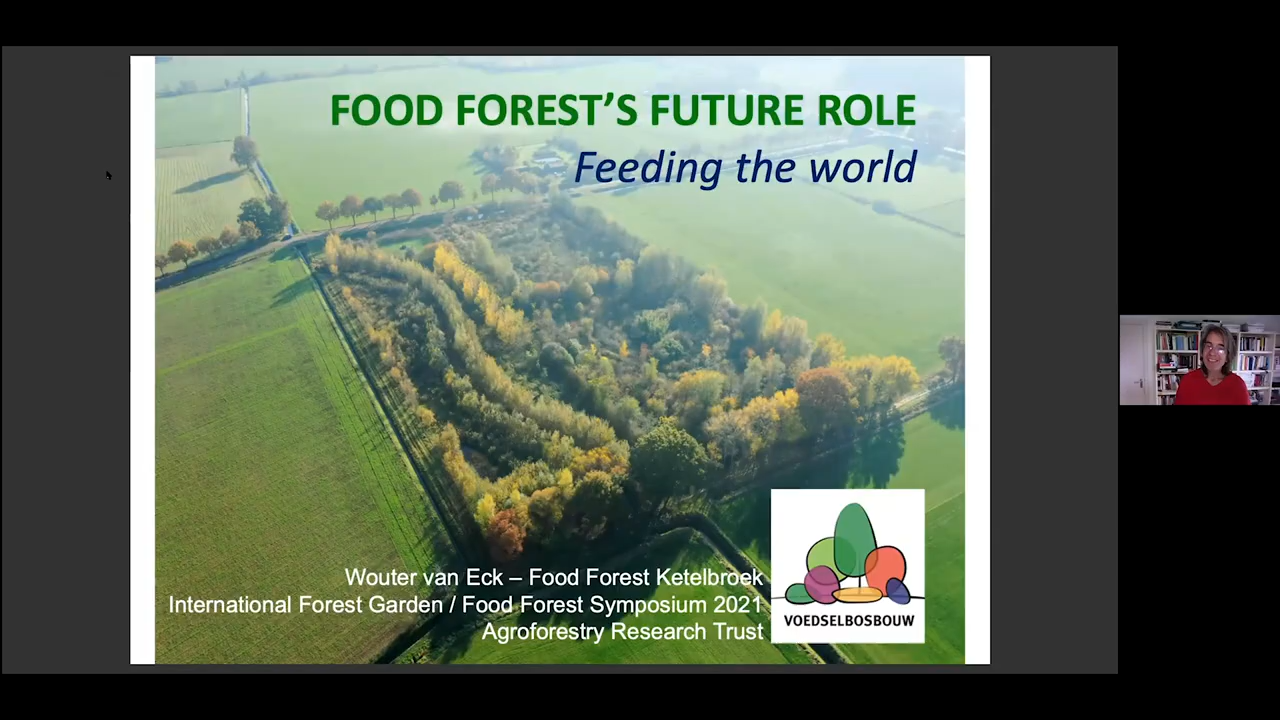 FOOD FOREST’S FUTURE ROLE
Feeding the world
Wouter van Eck – Food Forest Ketelbroek
International Forest Garden / Food Forest Symposium 2021
Agroforestry Research Trust
VOEDSELBOSBOUW